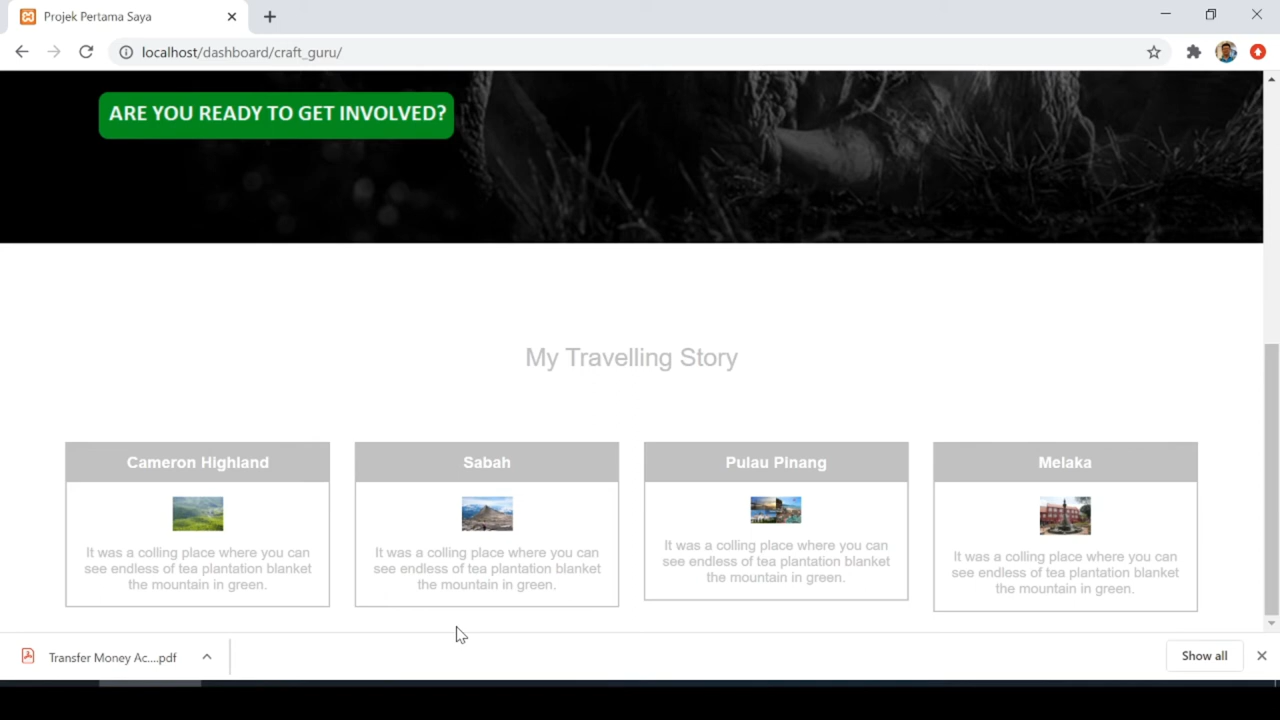 Projek Pertama Saya
localhost/dashboard/craft_guru/
ARE YOU READY TO GET INVOLVED?
My Travelling Story
Cameron Highland
It was a colling place where you can
see endless of tea plantation blanket
the mountain in green.
Sabah
It was a colling place where you can
see endless of tea plantation blanket
the mountain in green.
Pulau Pinang
It was a colling place where you can
see endless of tea plantation blanket
the mountain in green.
Melaka
It was a colling place where you can
see endless of tea plantation blanket
the mountain in green.
Transfer Money Ac....pdf
Show all